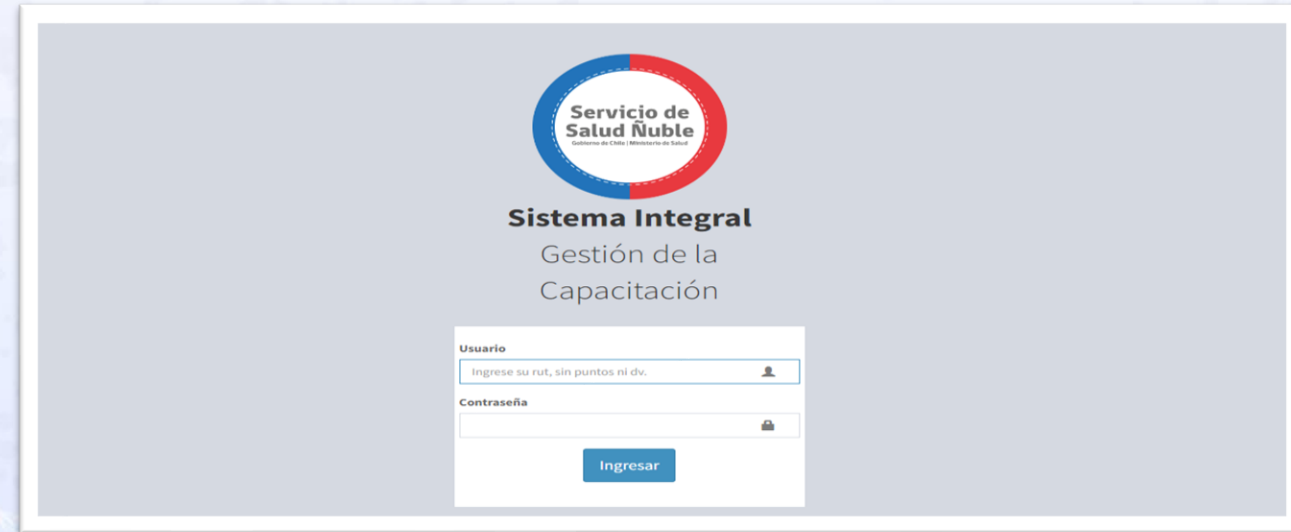 Servicio de
Salud Ñuble
Gobierno de Chile | Ministerio de Salud
Sistema Integral
Gestión de la
Capacitación
Usuario
Ingrese su rut, sin puntos ni dv.
Contraseña
Ingresar